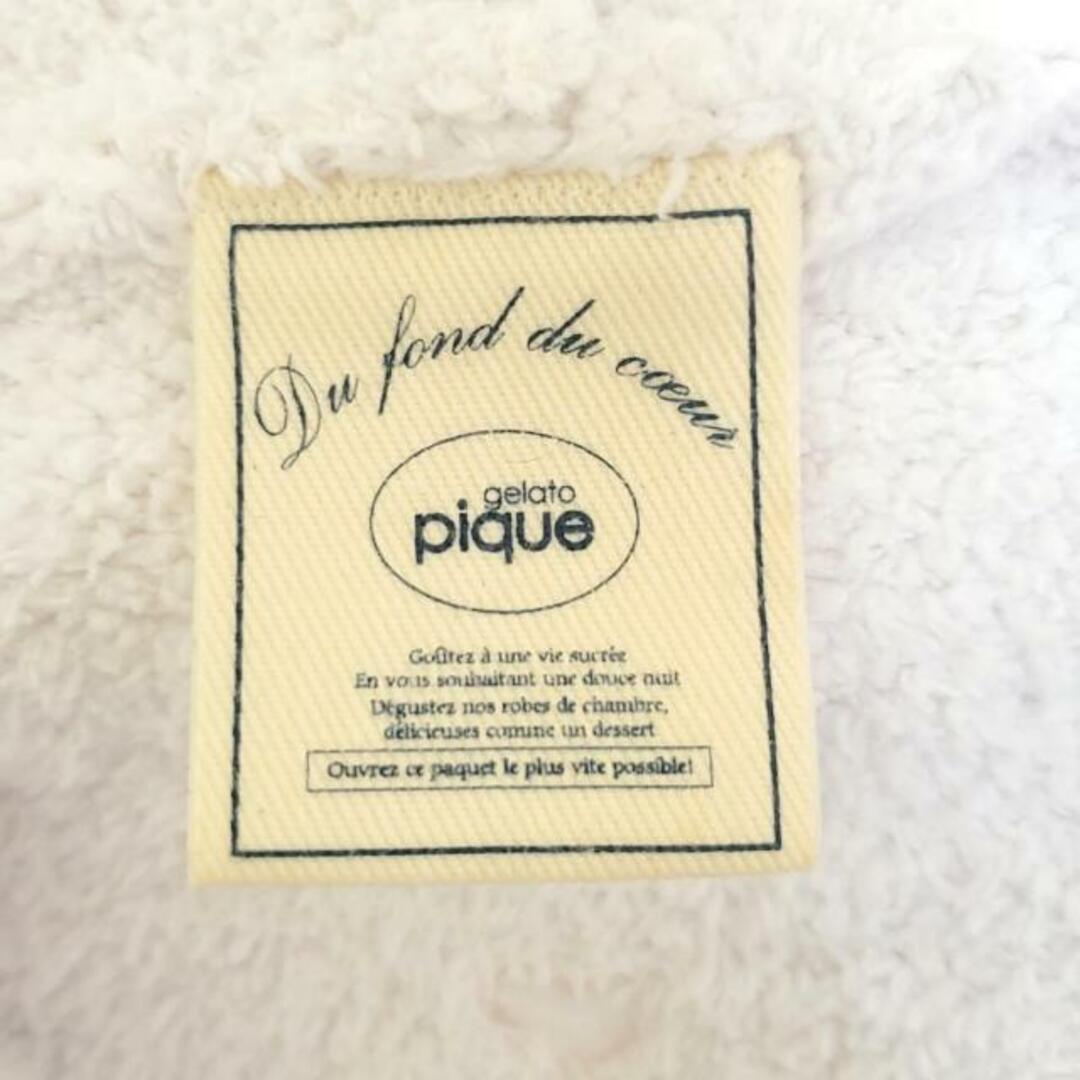 Du fond du cœur
gelato
pique
Goûtez à une vie sucrée
En vous souhaitant une douce nuit
Dégustez nos robes de chambre,
délicieuses comme un dessert
Ouvrez ce paquet le plus vite possible!